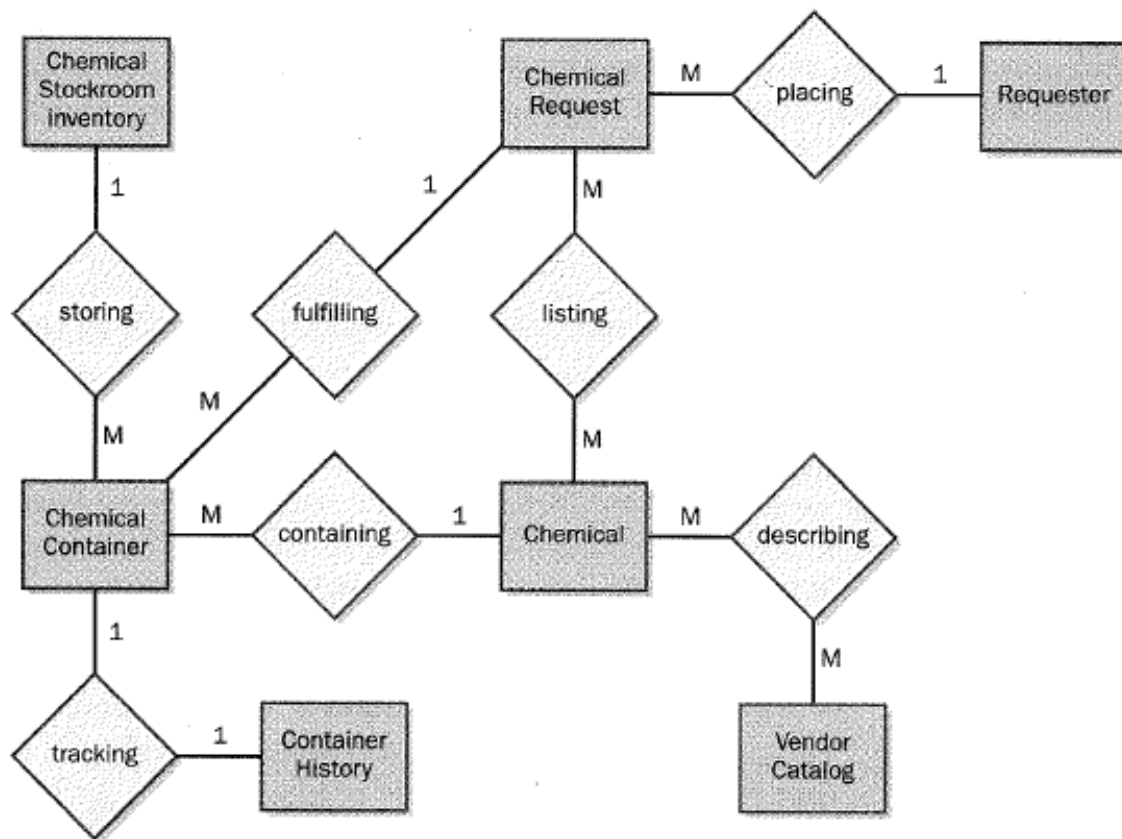 Chemical
Stockroom
inventory
Chemical
Request
M
placing
1
Requester
1
1
M
storing
fulfilling
listing
M
M
M
Chemical
Container
M
containing
1
Chemical
M
describing
1
M
tracking
1
Container
History
Vendor
Catalog